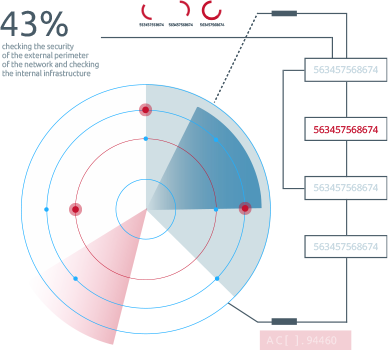 563457568674 563457568674 563457568674
43%
checking the security
of the external perimeter
of the network and checking
the internal infrastructure
563457568674
563457568674
563457568674
563457568674
AC[ ].94460